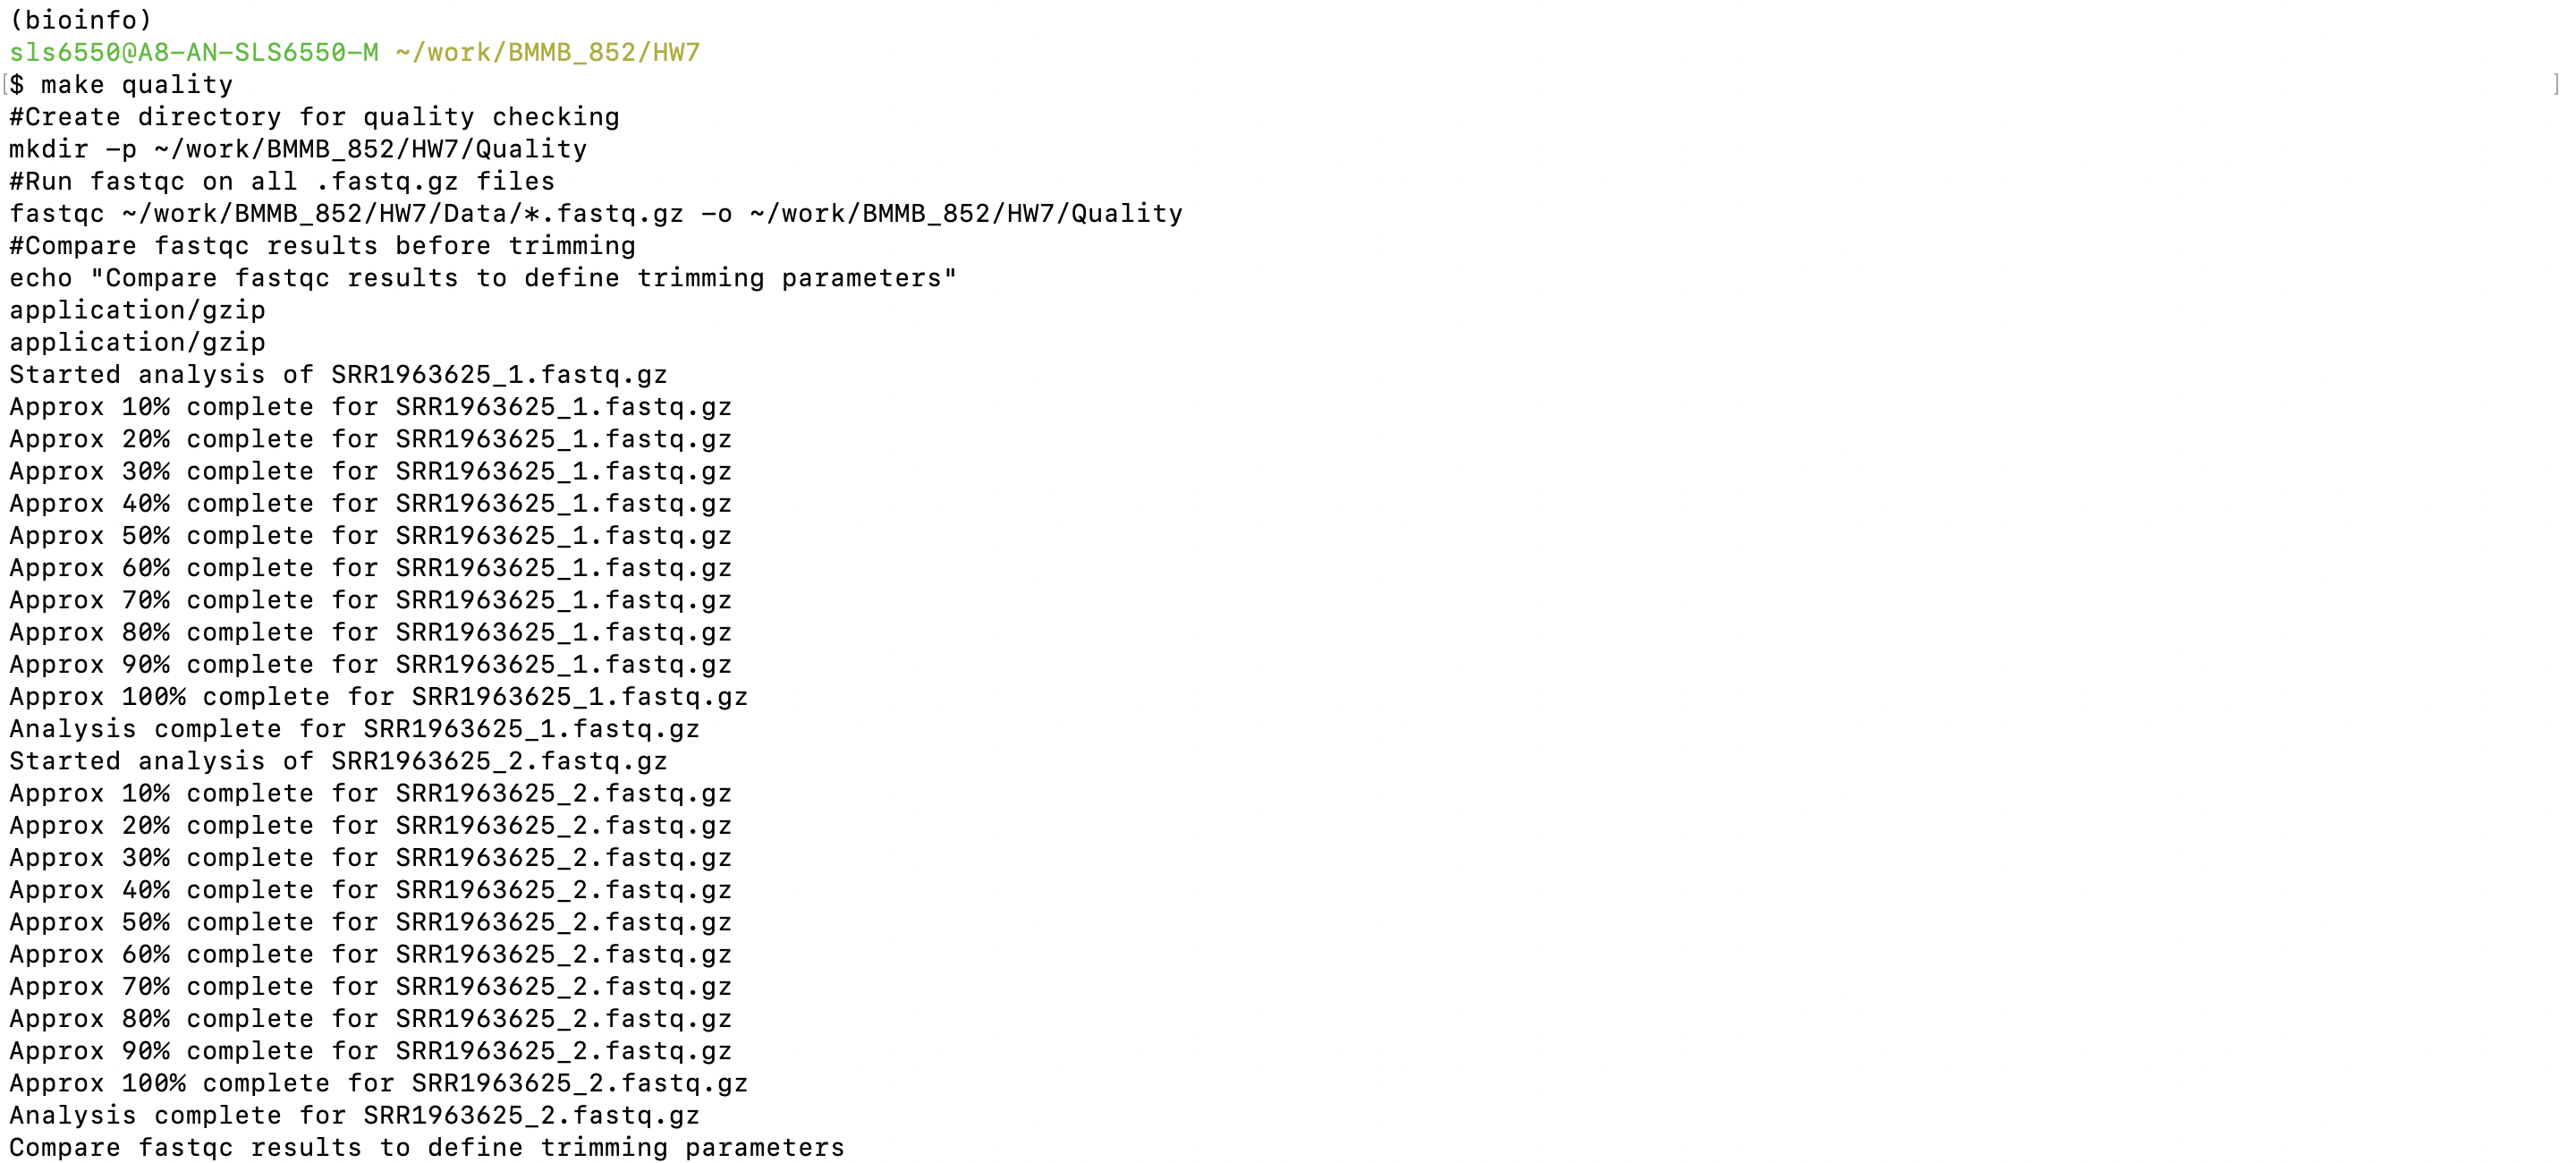 (bioinfo)
sls6550@A8-AN-SLS6550-M ~/work/BMMB_852/HW7
[$ make quality ]
#Create directory for quality checking
mkdir -p ~/work/BMMB_852/HW7/Quality
#Run fastqc on all .fastq.gz files
fastqc ~/work/BMMB_852/HW7/Data/*.fastq.gz -o ~/work/BMMB_852/HW7/Quality
#Compare fastqc results before trimming
echo "Compare fastqc results to define trimming parameters"
application/gzip
application/gzip
Started analysis of SRR1963625_1.fastq.gz
Approx 10% complete for SRR1963625_1.fastq.gz
Approx 20% complete for SRR1963625_1.fastq.gz
Approx 30% complete for SRR1963625_1.fastq.gz
Approx 40% complete for SRR1963625_1.fastq.gz
Approx 50% complete for SRR1963625_1.fastq.gz
Approx 60% complete for SRR1963625_1.fastq.gz
Approx 70% complete for SRR1963625_1.fastq.gz
Approx 80% complete for SRR1963625_1.fastq.gz
Approx 90% complete for SRR1963625_1.fastq.gz
Approx 100% complete for SRR1963625_1.fastq.gz
Analysis complete for SRR1963625_1.fastq.gz
Started analysis of SRR1963625_2.fastq.gz
Approx 10% complete for SRR1963625_2.fastq.gz
Approx 20% complete for SRR1963625_2.fastq.gz
Approx 30% complete for SRR1963625_2.fastq.gz
Approx 40% complete for SRR1963625_2.fastq.gz
Approx 50% complete for SRR1963625_2.fastq.gz
Approx 60% complete for SRR1963625_2.fastq.gz
Approx 70% complete for SRR1963625_2.fastq.gz
Approx 80% complete for SRR1963625_2.fastq.gz
Approx 90% complete for SRR1963625_2.fastq.gz
Approx 100% complete for SRR1963625_2.fastq.gz
Analysis complete for SRR1963625_2.fastq.gz
Compare fastqc results to define trimming parameters